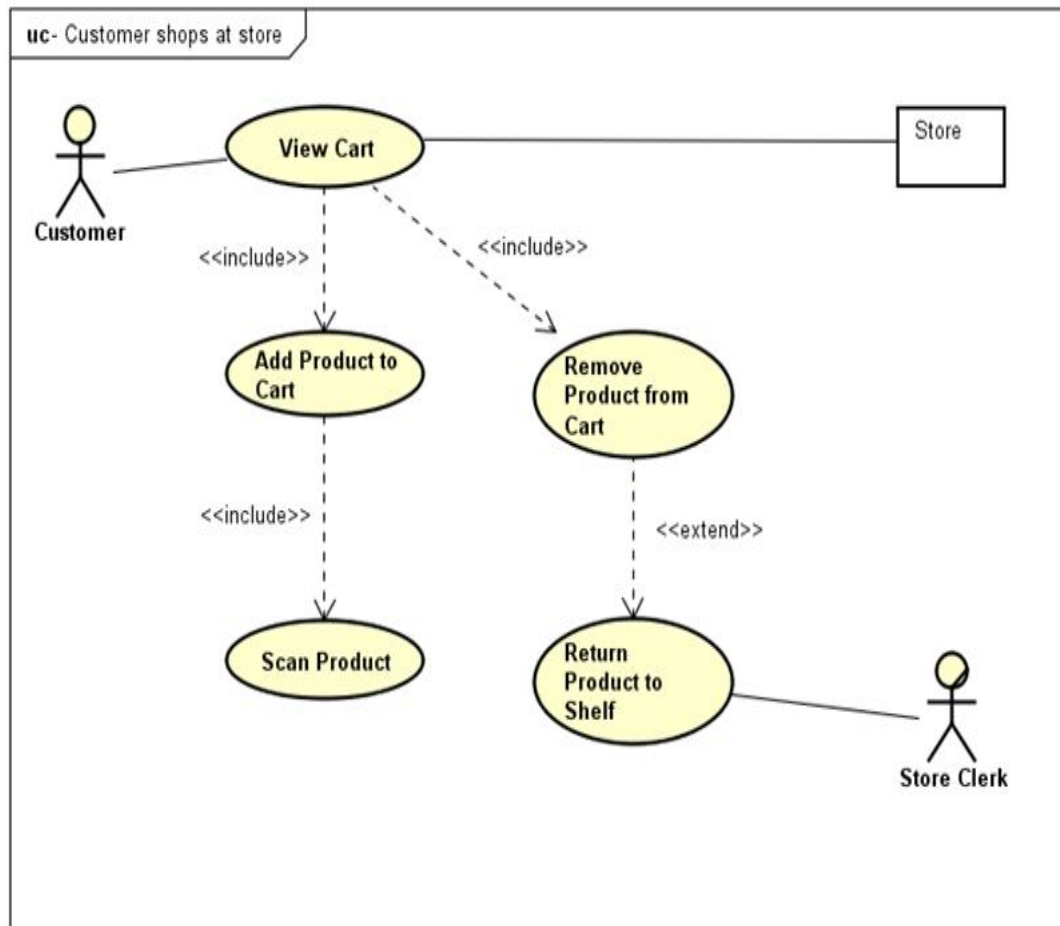 uc- Customer shops at store
View Cart
Store
Customer
<<include>>
<<include>>
Add Product to
Cart
Remove
Product from
Cart
<<include>>
<<extend>>
Scan Product
Return
Product to
Shelf
Store Clerk